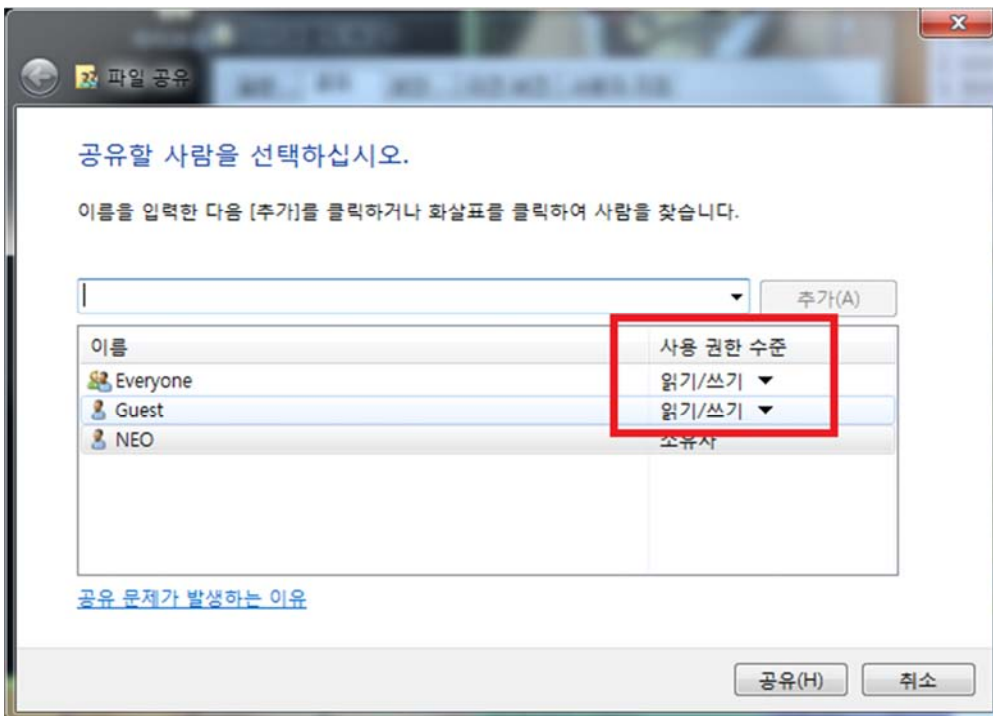 파일 공유
공유할 사람을 선택하십시오.
이름을 입력한 다음 [추가]를 클릭하거나 화살표를 클릭하여 사람을 찾습니다.
추가(A)
이름 사용 권한 수준
Everyone 읽기/쓰기
Guest 읽기/쓰기
NEO 소유자
공유 문제가 발생하는 이유
공유(H) 취소